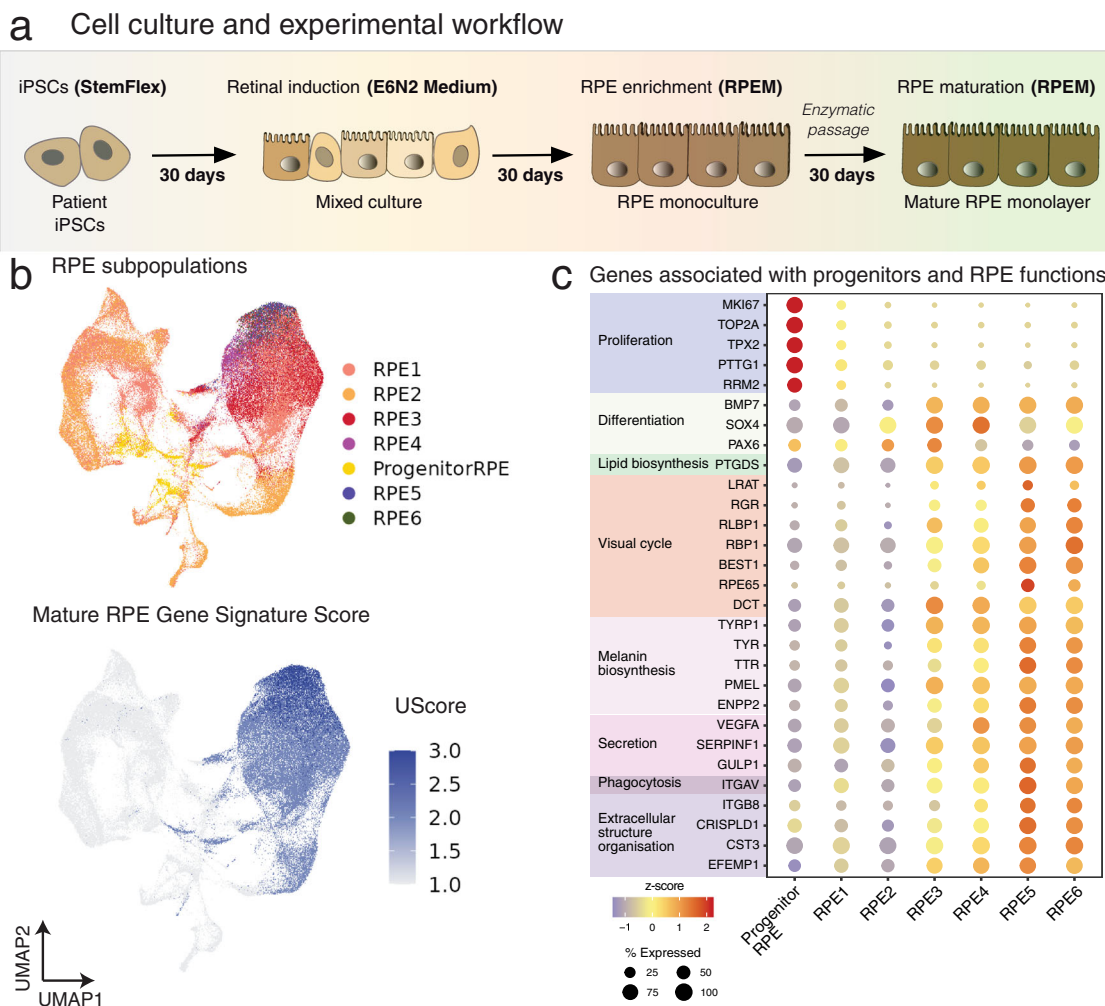 a Cell culture and experimental workflow
iPSCs (StemFlex)
Retinal induction (E6N2 Medium)
RPE enrichment (RPEM)
Enzymatic
passage
RPE maturation (RPEM)
30 days
30 days
30 days
Patient
iPSCs
Mixed culture
RPE monoculture
Mature RPE monolayer
b RPE subpopulations
RPE1
RPE2
RPE3
RPE4
ProgenitorRPE
RPE5
RPE6
Mature RPE Gene Signature Score
UScore
3.0
2.5
2.0
1.5
1.0
UMAP2
UMAP1
c Genes associated with progenitors and RPE functions
Proliferation
MKI67
TOP2A
TPX2
PTTG1
RRM2
Differentiation
BMP7
SOX4
PAX6
Lipid biosynthesis
PTGDS
Visual cycle
LRAT
RGR
RLBP1
RBP1
BEST1
RPE65
DCT
Melanin
biosynthesis
TYRP1
TYR
TTR
PMEL
ENPP2
Secretion
VEGFA
SERPINF1
GULP1
Phagocytosis
ITGAV
Extracellular
structure
organisation
ITGB8
CRISPLD1
CST3
EFEMP1
Progenitor
RPE
RPE1
RPE2
RPE3
RPE4
RPE5
RPE6
z-score
−1 0 1 2
% Expressed
25 50
75 100